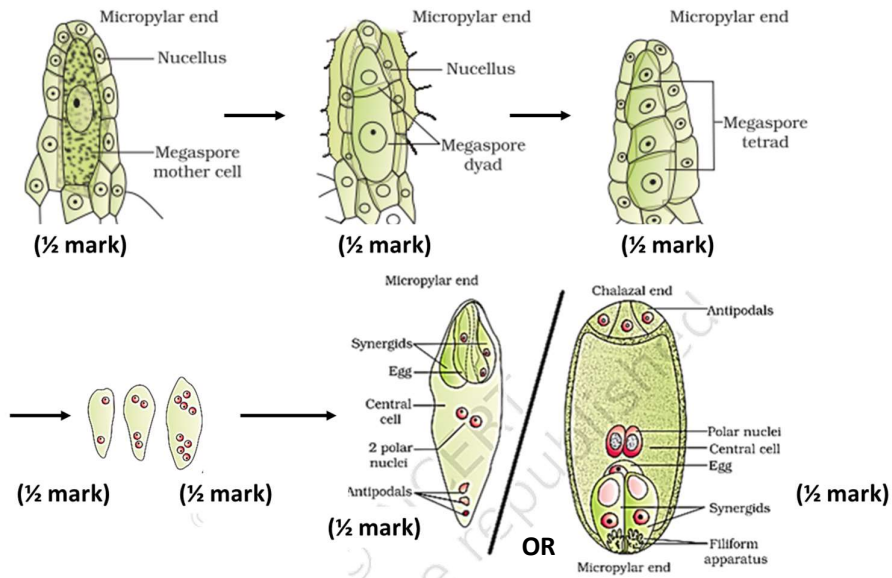 Micropylar end
Nucellus
Megaspore
mother cell
(½ mark)
Micropylar end
Nucellus
Megaspore
dyad
(½ mark)
Micropylar end
Megaspore
tetrad
(½ mark)
(½ mark)
(½ mark)
Micropylar end
Synergids
Egg
Central
cell
2 polar
nuclei
Antipodals
(½ mark)
OR
Chalazal end
Antipodals
Polar nuclei
Central cell
Egg
Synergids
Filiform
apparatus
Micropylar end
(½ mark)
NCERT
republished